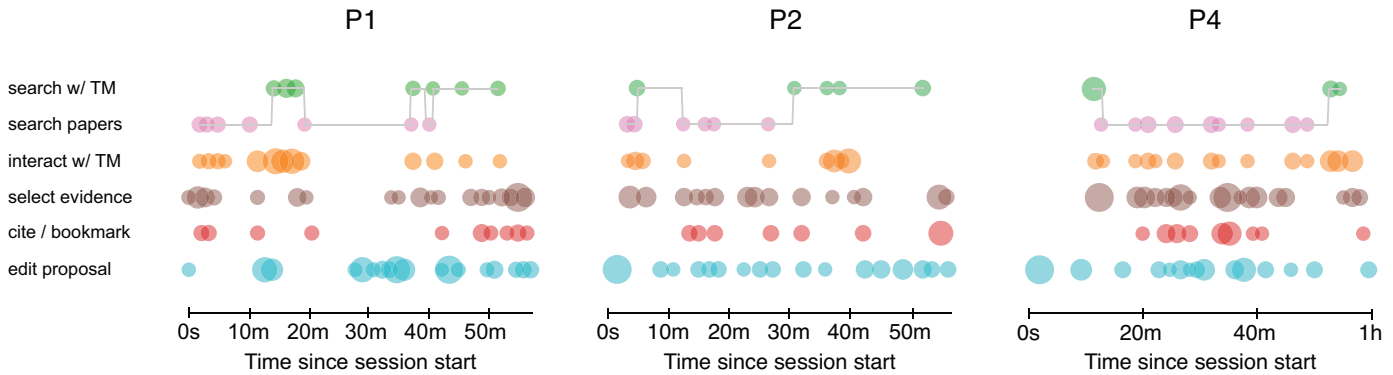 P1 P2 P4
search w/ TM
search papers
interact w/ TM
select evidence
cite / bookmark
edit proposal
0s 10m 20m 30m 40m 50m 0s 10m 20m 30m 40m 50m 0s 20m 40m 1h
Time since session start Time since session start Time since session start